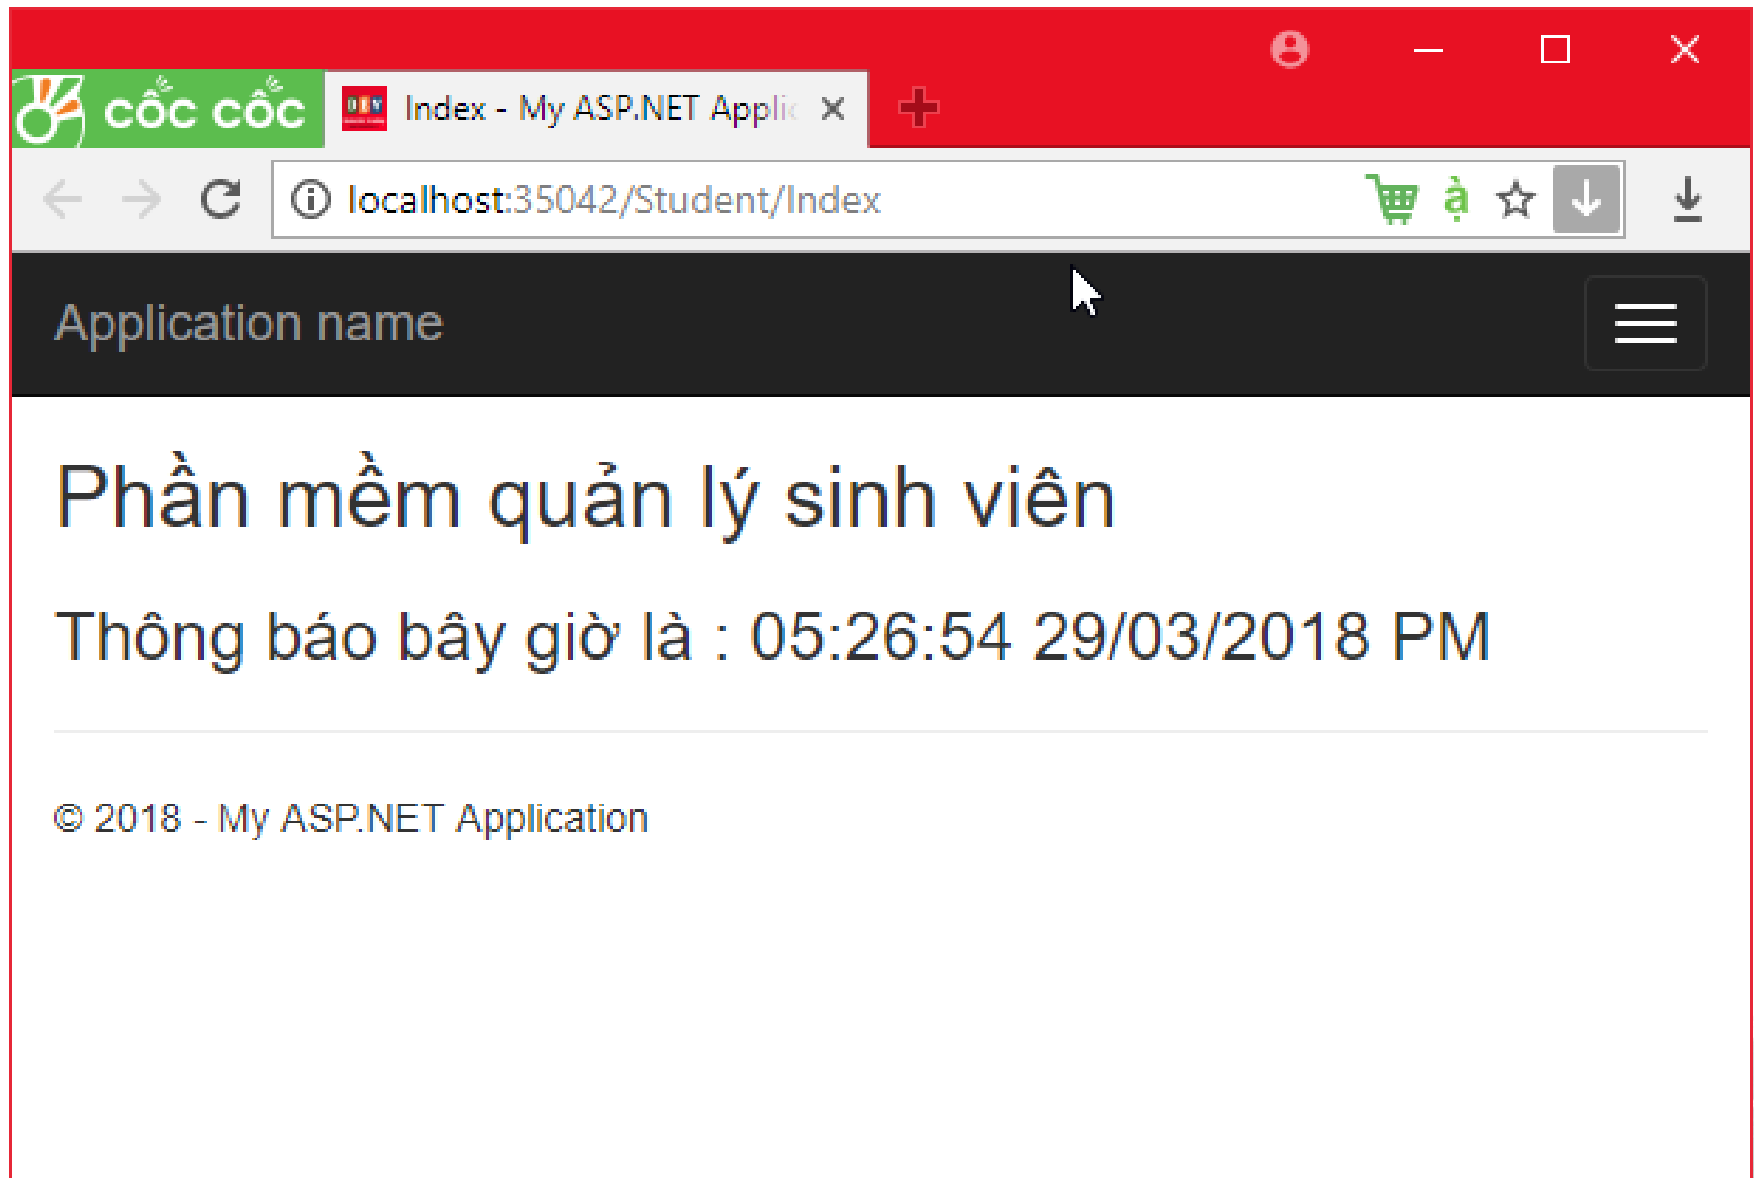 cốc cốc
Index - My ASP.NET Applic
localhost:35042/Student/Index
ạ̀
Application name
Phần mềm quản lý sinh viên
Thông báo bây giờ là : 05:26:54 29/03/2018 PM
© 2018 - My ASP.NET Application